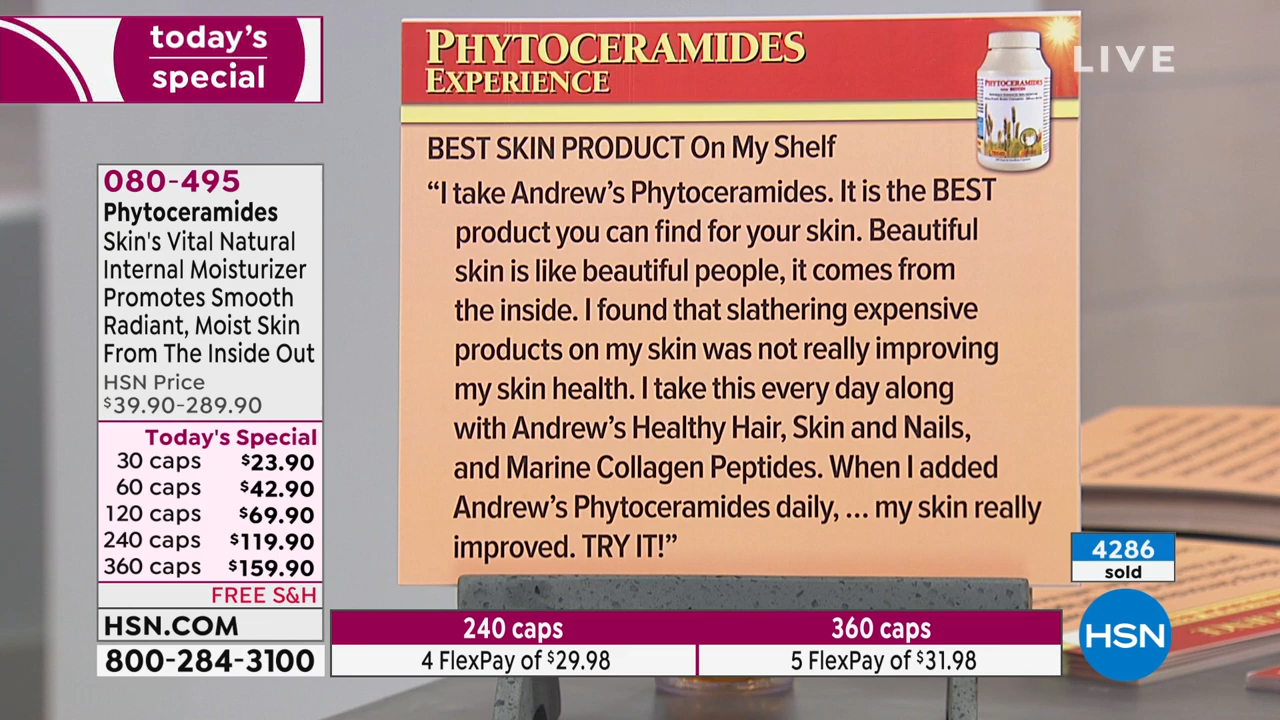 today's
special
080-495
Phytoceramides
Skin's Vital Natural
Internal Moisturizer
Promotes Smooth
Radiant, Moist Skin
From The Inside Out
HSN Price
$39.90-289.90
Today's Special
30 caps $23.90
60 caps $42.90
120 caps $69.90
240 caps $119.90
360 caps $159.90
FREE S&H
HSN.COM
800-284-3100
PHYTOCERAMIDES
EXPERIENCE
PHYTOCERAMIDES
LIVE
BEST SKIN PRODUCT On My Shelf
“I take Andrew's Phytoceramides. It is the BEST
product you can find for your skin. Beautiful
skin is like beautiful people, it comes from
the inside. I found that slathering expensive
products on my skin was not really improving
my skin health. I take this every day along
with Andrew's Healthy Hair, Skin and Nails,
and Marine Collagen Peptides. When I added
Andrew's Phytoceramides daily, ... my skin really
improved. TRY IT!”
4286
sold
240 caps 360 caps
4 FlexPay of $29.98 5 FlexPay of $31.98
HSN